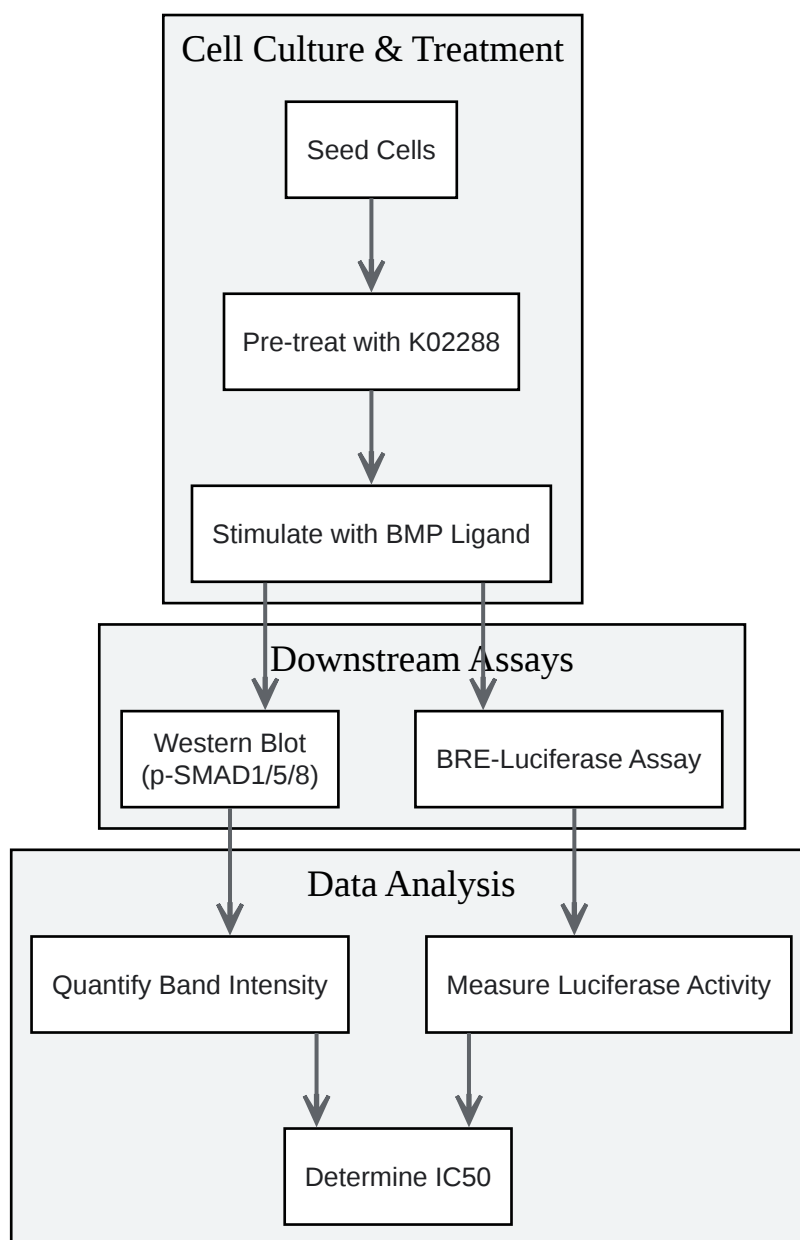 Cell Culture & Treatment
Seed Cells
Pre-treat with K02288
Stimulate with BMP Ligand
Downstream Assays
Western Blot
(p-SMAD1/5/8)
BRE-Luciferase Assay
Data Analysis
Quantify Band Intensity
Measure Luciferase Activity
Determine IC50